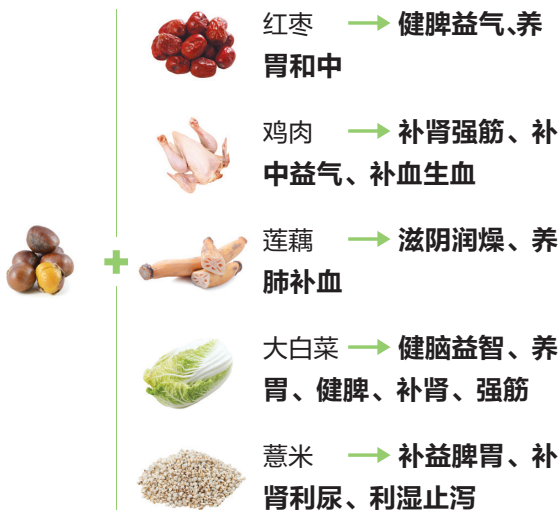 红枣 → 健脾益气、养
胃和中
鸡肉 → 补肾强筋、补
中益气、补血生血
莲藕 → 滋阴润燥、养
肺补血
大白菜 → 健脑益智、养
胃、健脾、补肾、强筋
薏米 → 补益脾胃、补
肾利尿、利湿止泻